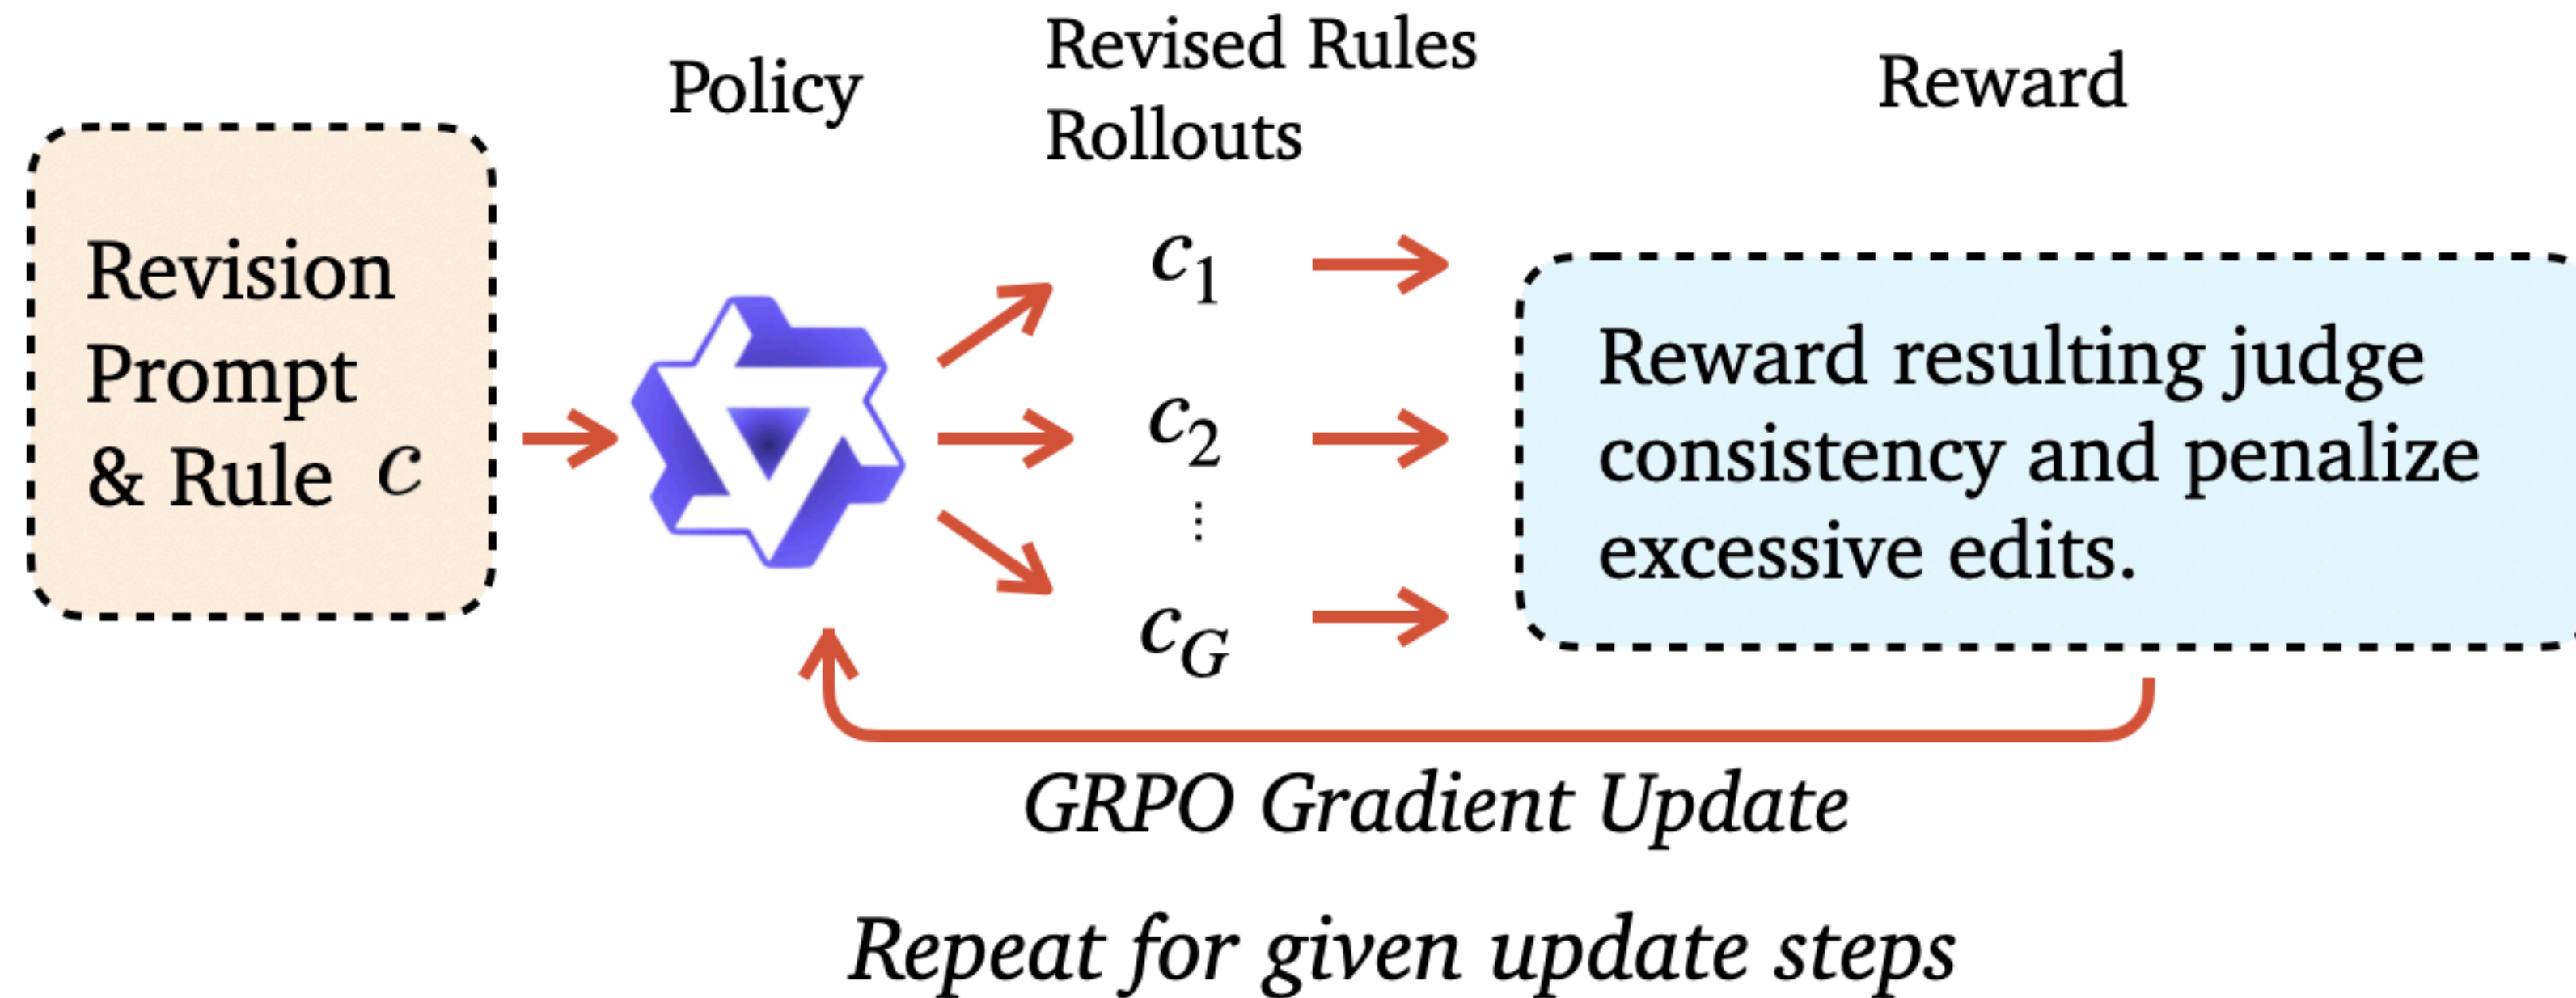 Policy
Revised Rules
Rollouts
Reward
Revision
Prompt
& Rule c
c₁
c₂
⋮
c_G
Reward resulting judge
consistency and penalize
excessive edits.
GRPO Gradient Update
Repeat for given update steps